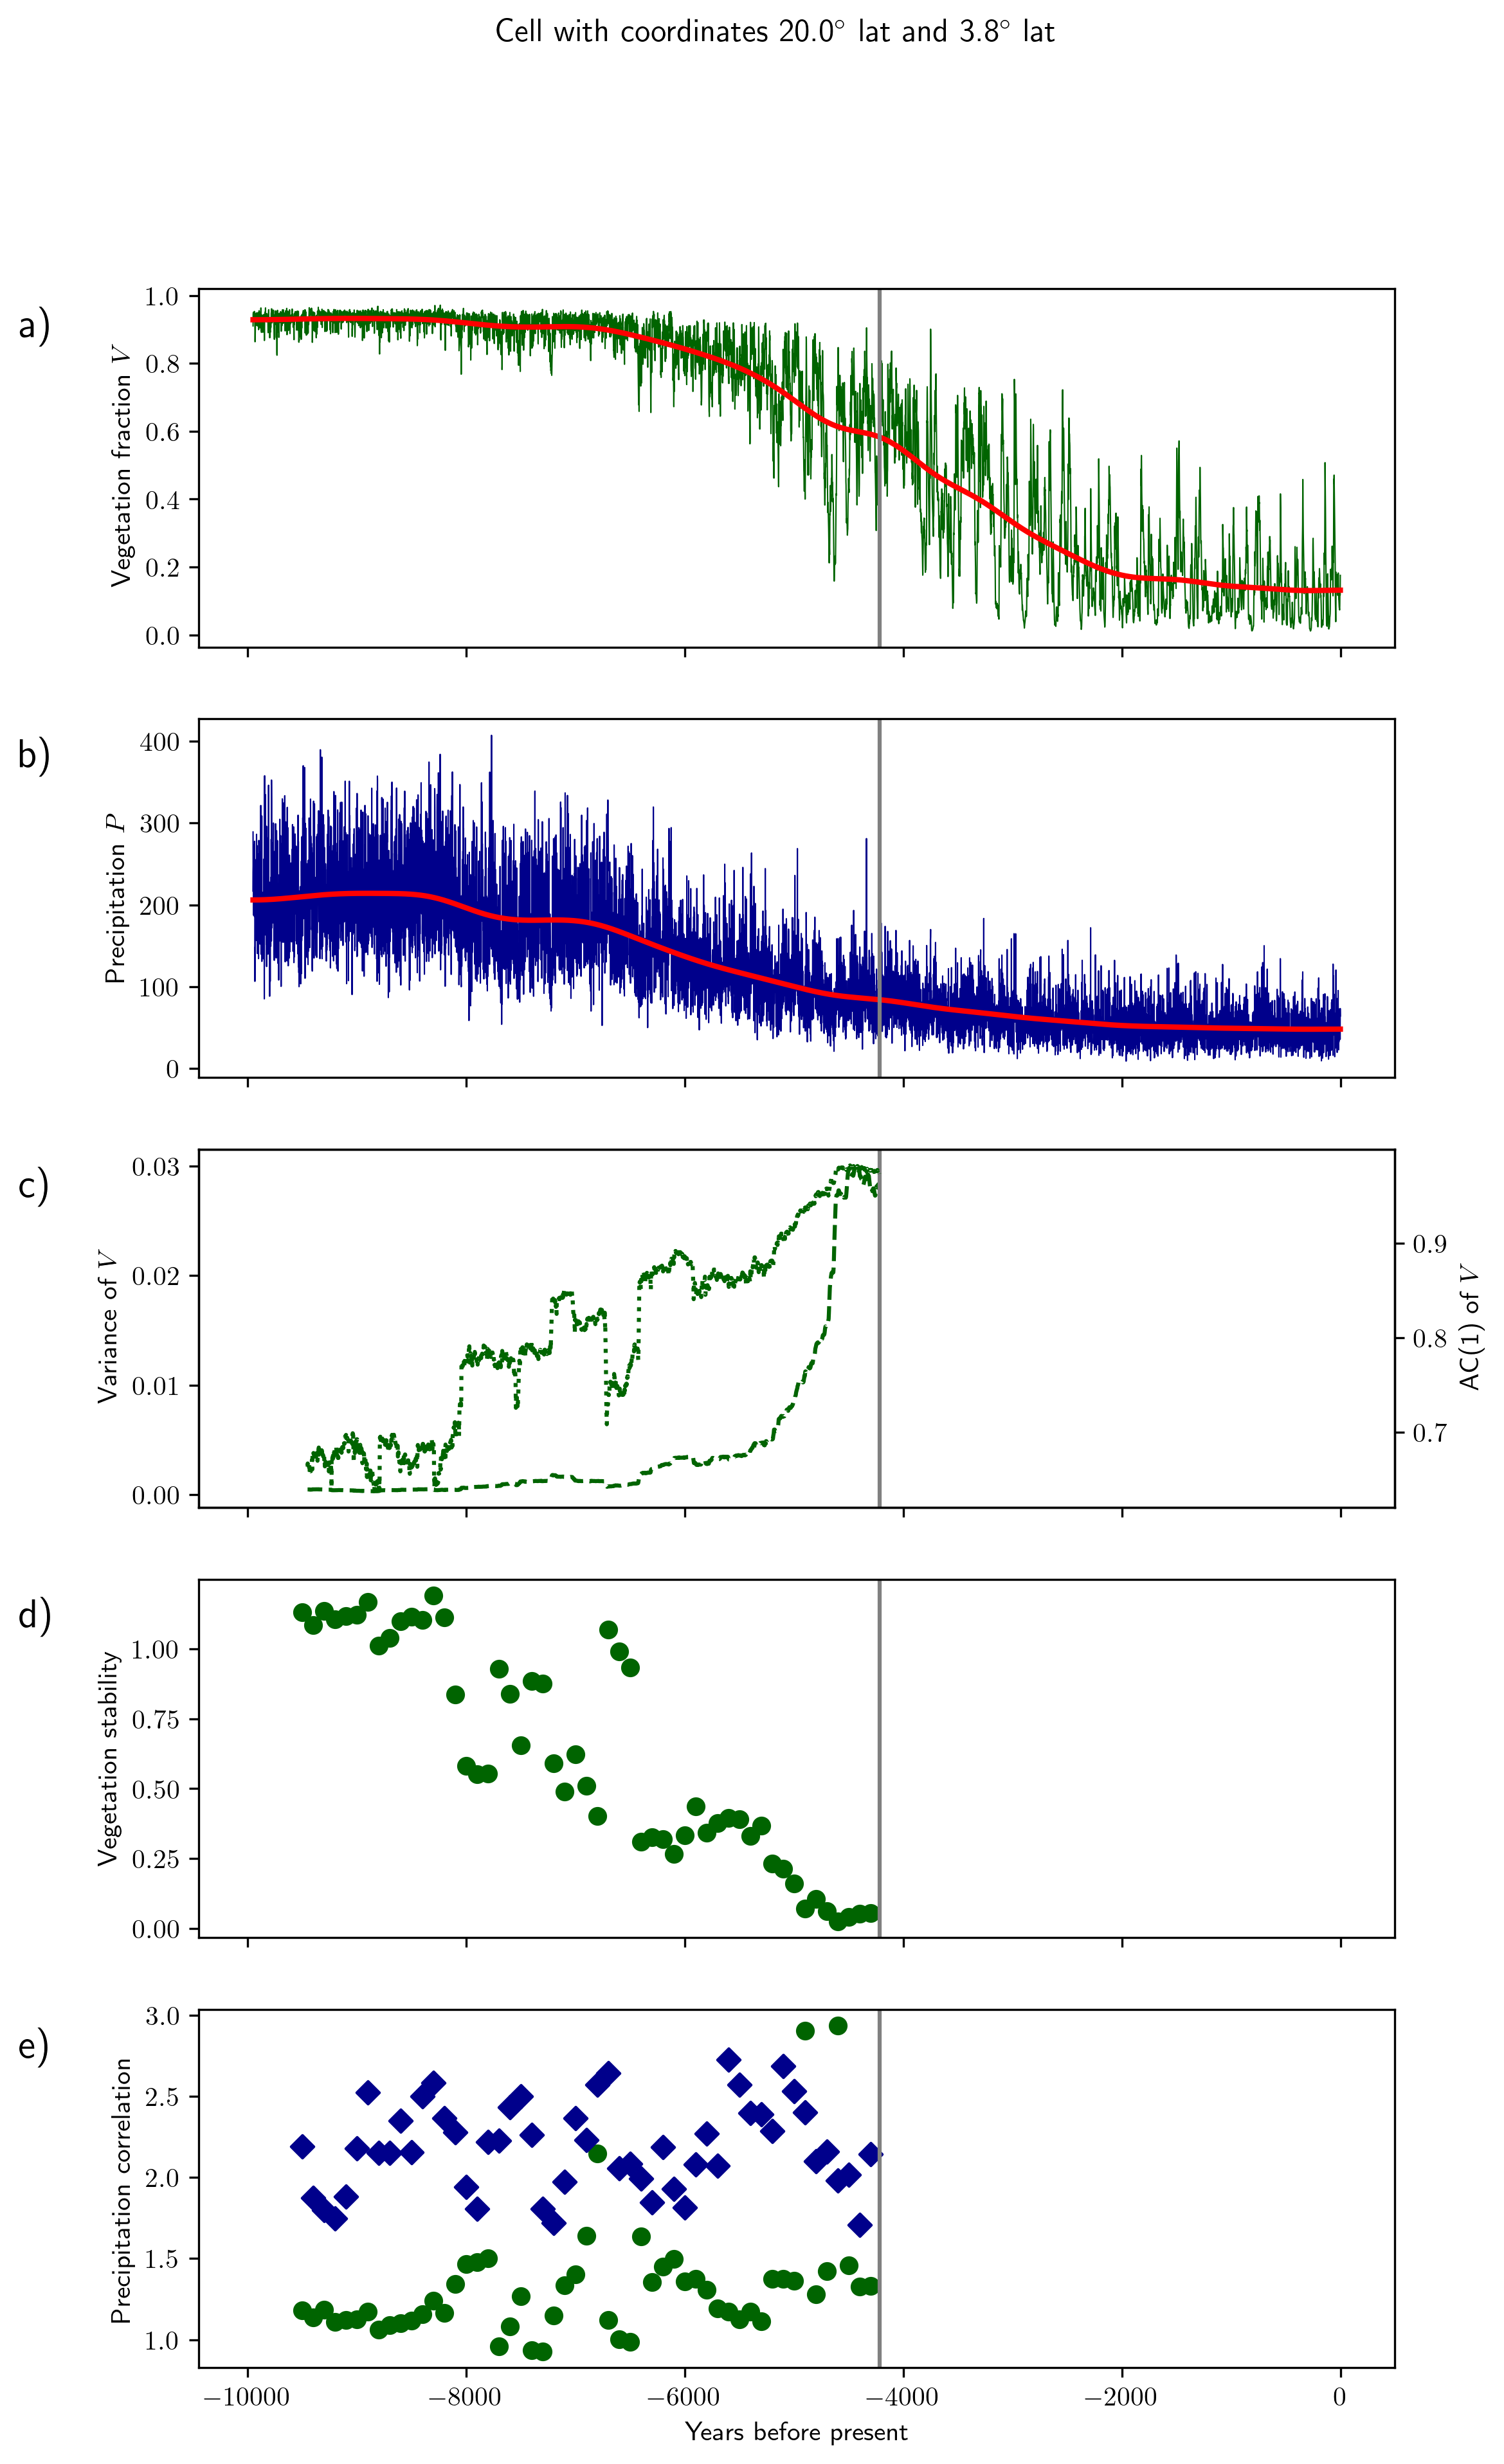 Cell with coordinates 20.0° lat and 3.8° lat
a)
Vegetation fraction V
1.0
0.8
0.6
0.4
0.2
0.0
b)
Precipitation P
400
300
200
100
0
c)
Variance of V
0.03
0.02
0.01
0.00
0.9
0.8
0.7
AC(1) of V
d)
Vegetation stability
1.00
0.75
0.50
0.25
0.00
e)
Precipitation correlation
3.0
2.5
2.0
1.5
1.0
−10000 −8000 −6000 −4000 −2000 0
Years before present